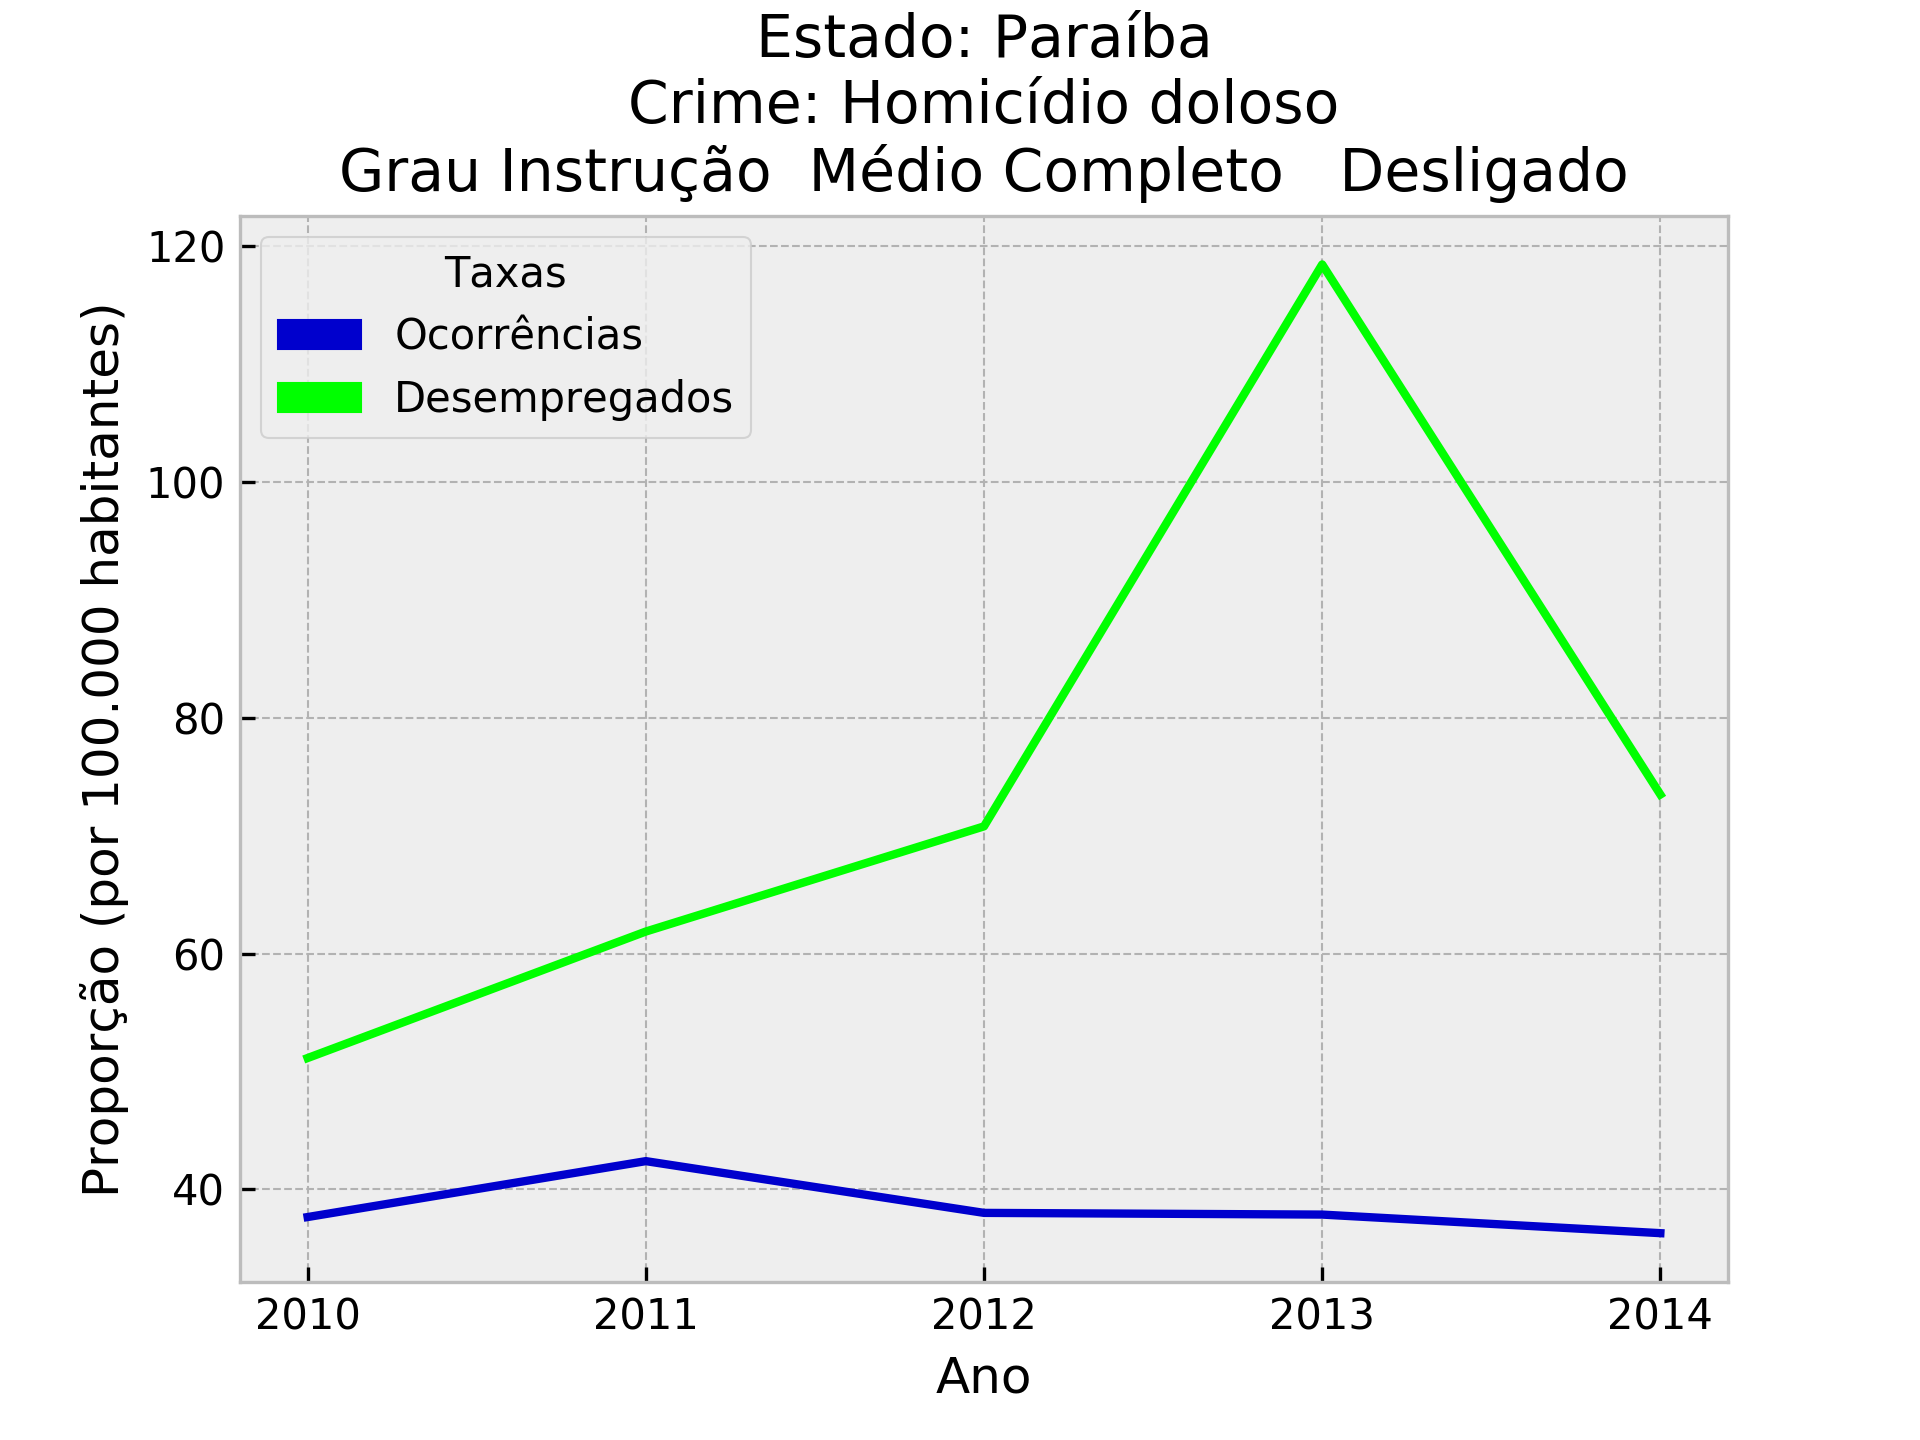 Estado: Paraíba
Crime: Homicídio doloso
Grau Instrução  Médio Completo   Desligado
Taxas
Ocorrências
Desempregados
Proporção (por 100.000 habitantes)
120
100
80
60
40
2010 2011 2012 2013 2014
Ano